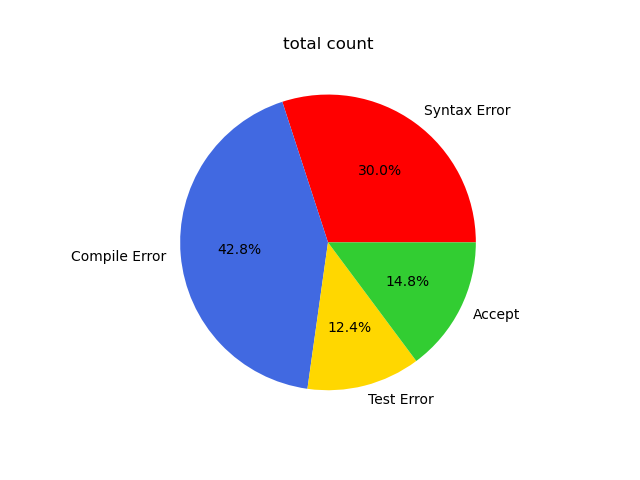 total count
Syntax Error
30.0%
42.8%
Compile Error
14.8%
Accept
12.4%
Test Error